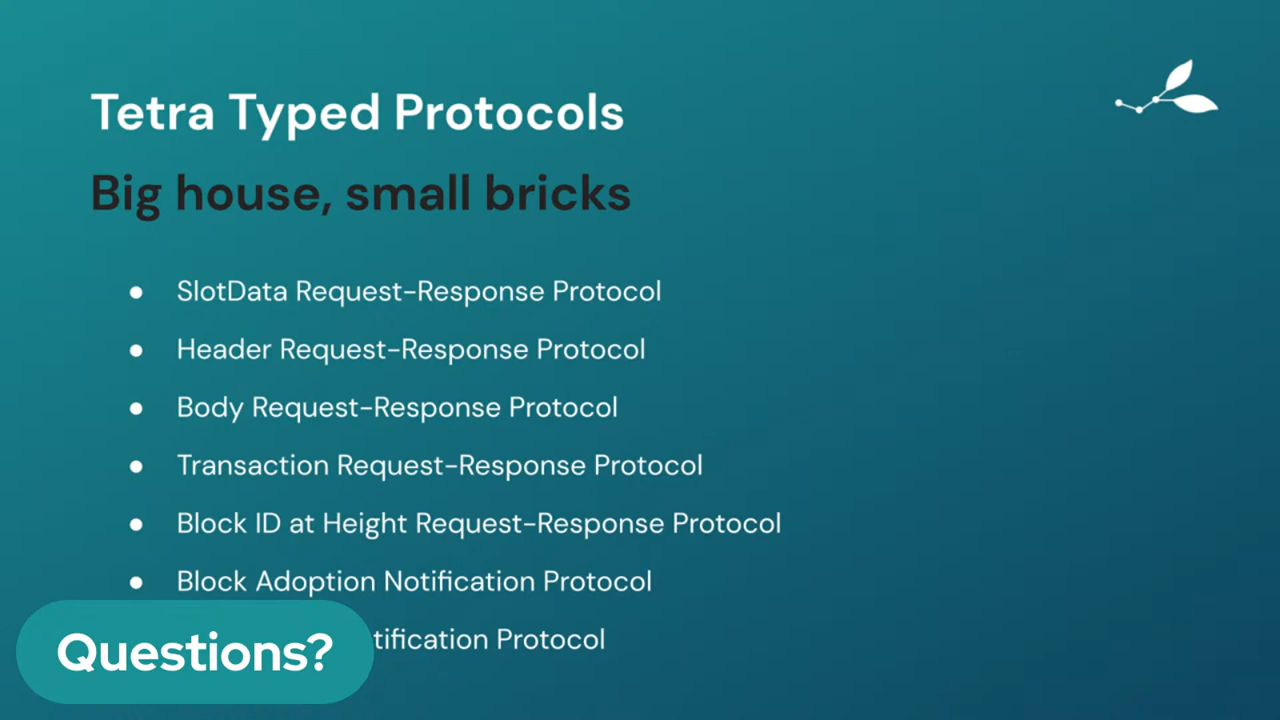 Tetra Typed Protocols
Big house, small bricks
● SlotData Request-Response Protocol
● Header Request-Response Protocol
● Body Request-Response Protocol
● Transaction Request-Response Protocol
● Block ID at Height Request-Response Protocol
● Block Adoption Notification Protocol
tification Protocol
Questions?